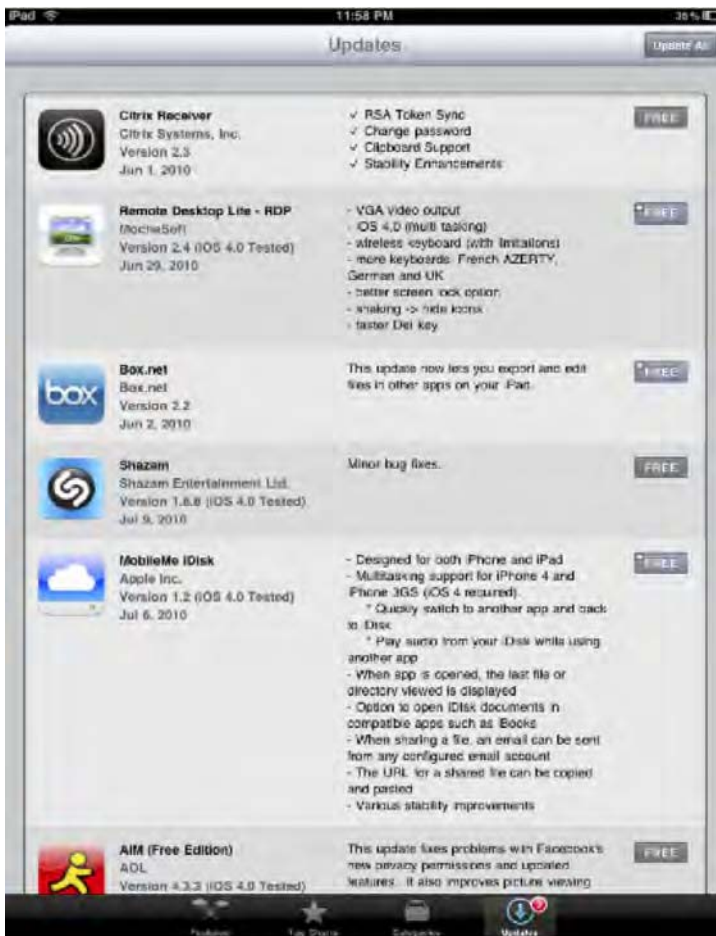 iPad 11:58 PM 38%
Updates
Update All
Citrix Receiver
Citrix Systems, Inc.
Version 2.3
Jun 1, 2010
✓ RSA Token Sync
✓ Change password
✓ Clipboard Support
✓ Stability Enhancements
FREE
Remote Desktop Lite - RDP
MochaSoft
Version 2.4 (iOS 4.0 Tested)
Jun 29, 2010
- VGA video output
- iOS 4.0 (multi tasking)
- wireless keyboard (with limitations)
- more keyboards. French AZERTY,
German and UK
- better screen lock option
- shaking -> hide icons
- faster Del key
FREE
box
Box.net
Box.net
Version 2.2
Jun 2, 2010
This update now lets you export and edit
files in other apps on your iPad.
FREE
Shazam
Shazam Entertainment Ltd.
Version 1.8.8 (iOS 4.0 Tested)
Jul 9, 2010
Minor bug fixes.
FREE
MobileMe iDisk
Apple Inc.
Version 1.2 (iOS 4.0 Tested)
Jul 6, 2010
- Designed for both iPhone and iPad
- Multitasking support for iPhone 4 and
iPhone 3GS (iOS 4 required)
* Quickly switch to another app and back
to iDisk
* Play audio from your iDisk while using
another app
- When app is opened, the last file or
directory viewed is displayed
- Option to open iDisk documents in
compatible apps such as iBooks
- When sharing a file, an email can be sent
from any configured email account
- The URL for a shared file can be copied
and pasted
- Various stability improvements
FREE
AIM (Free Edition)
AOL
Version 4.3.3 (iOS 4.0 Tested)
This update fixes problems with Facebook's
new privacy permissions and updated
features. It also improves picture viewing
FREE
Featured
Top Charts
Categories
Updates